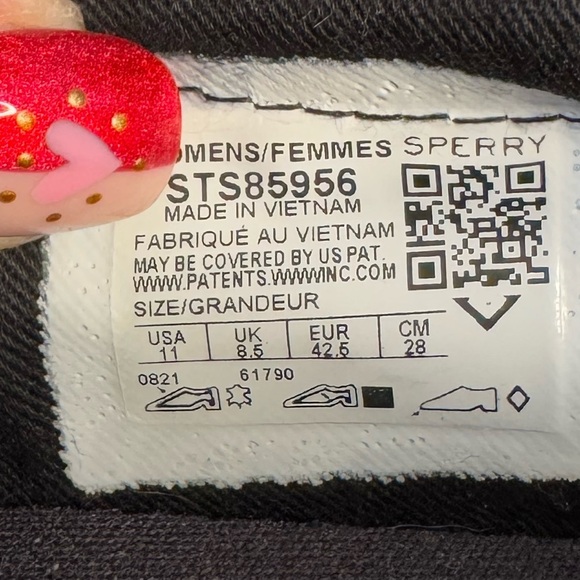 OMENS/FEMMES SPERRY
STS85956
MADE IN VIETNAM
FABRIQUÉ AU VIETNAM
MAY BE COVERED BY US PAT.
WWW.PATENTS.WWWINC.COM
SIZE/GRANDEUR
USA UK EUR CM
11 8.5 42.5 28
0821 61790